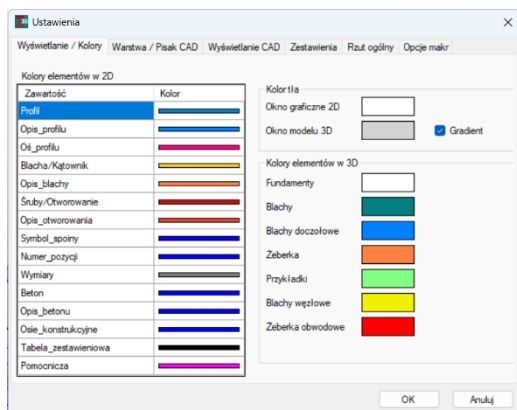 Ustawienia
Wyświetlanie / Kolory Warstwa / Pisak CAD Wyświetlanie CAD Zestawienia Rzut ogólny Opcje makr
Kolory elementów w 2D
Zawartość Kolor
Profil
Opis_profilu
Oś_profilu
Blacha/Kątownik
Opis_blachy
Śruby/Otworowanie
Opis_otworowania
Symbol_spoiny
Numer_pozycji
Wymiary
Beton
Opis_betonu
Osie_konstrukcyjne
Tabela_zestawieniowa
Pomocnicza
Kolor tła
Okno graficzne 2D
Okno modelu 3D Gradient
Kolory elementów w 3D
Fundamenty
Blachy
Blachy doczołowe
Żeberka
Przykładki
Blachy węzłowe
Żeberka obwodowe
OK Anuluj